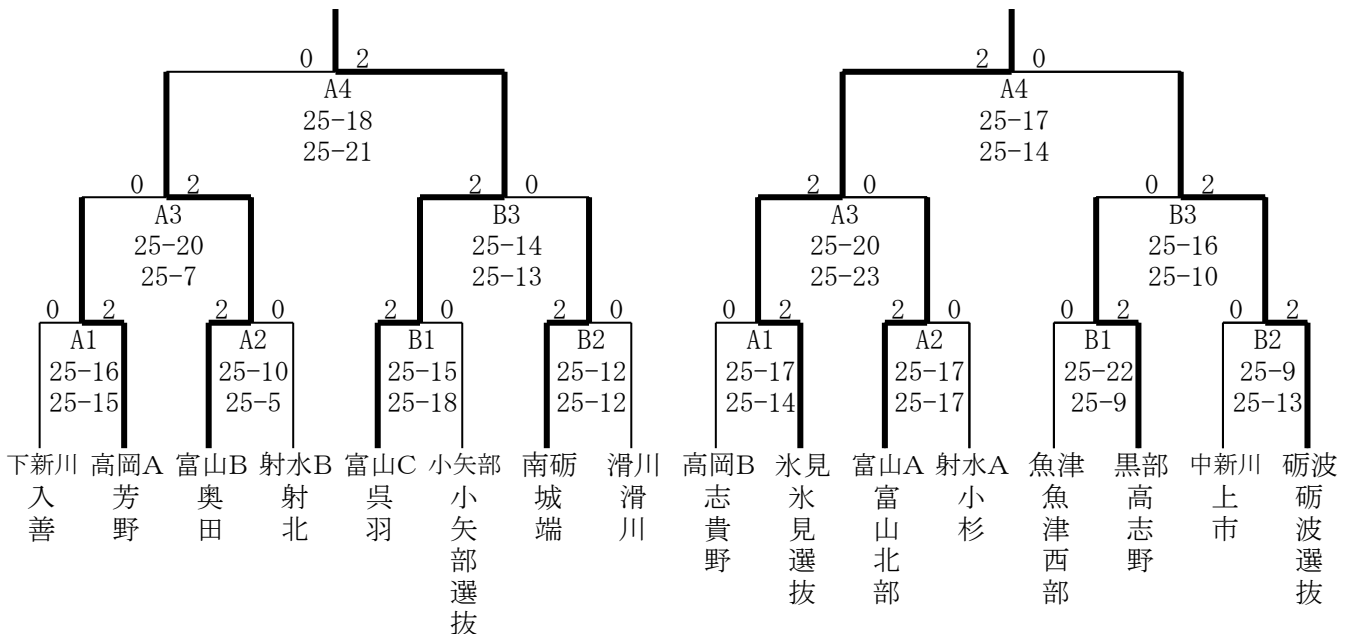 0 2 2 0
A4 A4
25-18 25-17
25-21 25-14
0 2 2 0 2 0 0 2
A3 B3 A3 B3
25-20 25-14 25-20 25-16
25-7 25-13 25-23 25-10
0 2 2 0 2 0 2 0 0 2 2 0 0 2 0 2
A1 A2 B1 B2 A1 A2 B1 B2
25-16 25-10 25-15 25-12 25-17 25-17 25-22 25-9
25-15 25-5 25-18 25-12 25-14 25-17 25-9 25-13
下新川 高岡A 富山B 射水B 富山C 小矢部 南砺 滑川 高岡B 氷見 富山A 射水A 魚津 黒部 中新川 砺波
入善
芳野
奥田
射北
呉羽
小矢部選抜
城端
滑川
志貴野
氷見選抜
富山北部
小杉
魚津西部
高志野
上市
砺波選抜